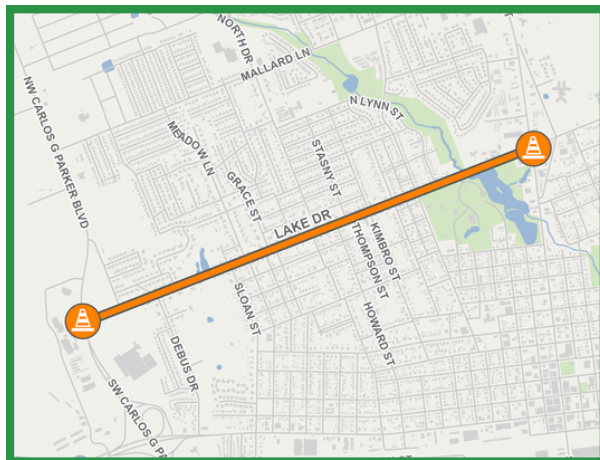 NORTH DR
MALLARD LN
NW CARLOS G PARKER BLVD
N LYNN ST
MEADOW LN
STASNY ST
GRACE ST
LAKE DR
KIMBRO ST
THOMPSON ST
SLOAN ST
HOWARD ST
DEBUS DR
SW CARLOS G PA